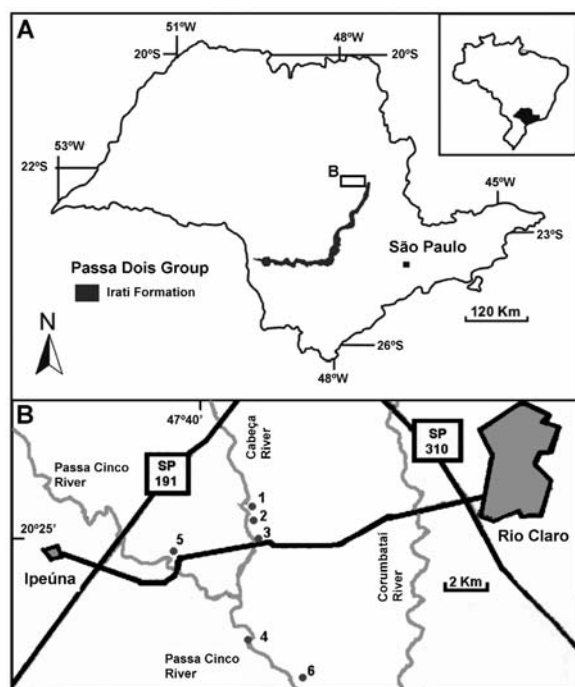 A
51°W
20°S
48°W
20°S
53°W
22°S
B
45°W
23°S
São Paulo
Passa Dois Group
Irati Formation
120 Km
N
26°S
48°W
B
47°40'
Cabeça
River
SP
191
SP
310
Passa Cinco
River
1
2
3
20°25'
5
Rio Claro
Ipeúna
Corumbataí
River
2 Km
4
Passa Cinco
River
6